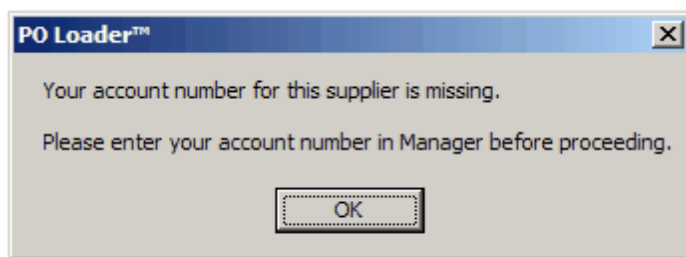 PO Loader™
Your account number for this supplier is missing.
Please enter your account number in Manager before proceeding.
OK